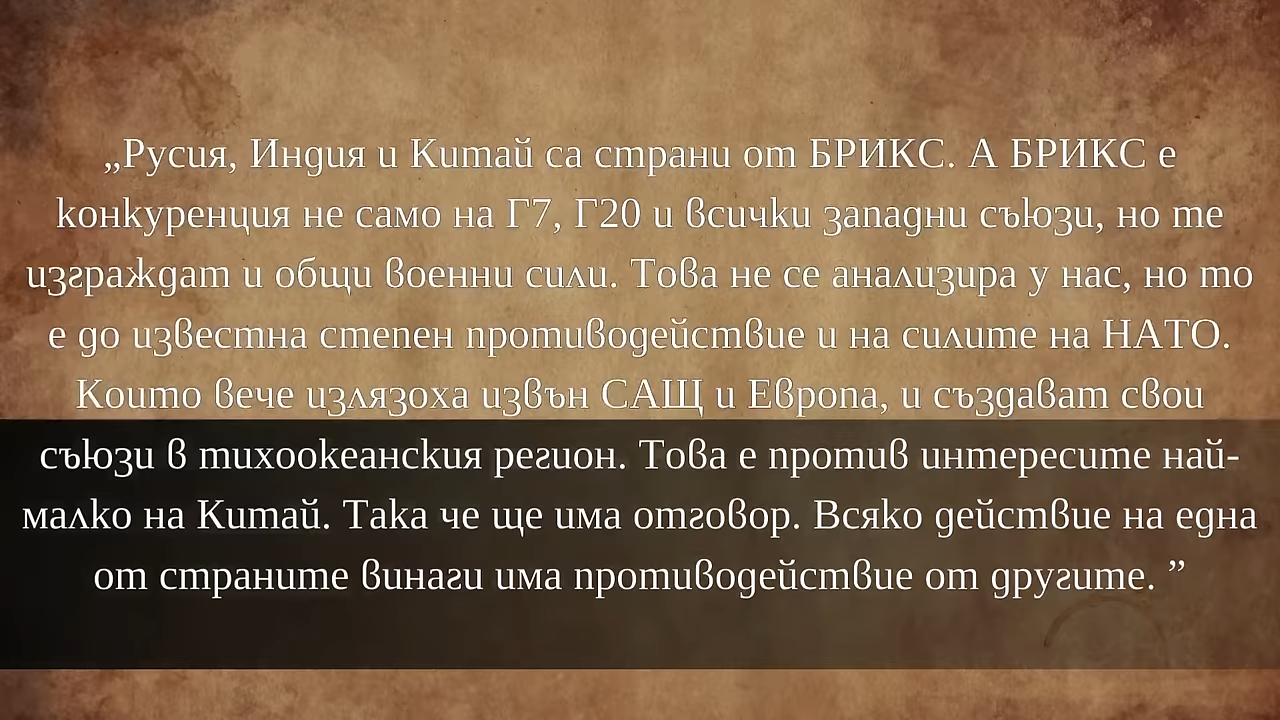 „Русия, Индия и Китай са страни от БРИКС. А БРИКС е
конкуренция не само на Г7, Г20 и всички западни съюзи, но те
изграждат и общи военни сили. Това не се анализира у нас, но то
е до известна степен противодействие и на силите на НАТО.
Които вече излязоха извън САЩ и Европа, и създават свои
съюзи в тихоокеанския регион. Това е против интересите най-
малко на Китай. Така че ще има отговор. Всяко действие на една
от страните винаги има противодействие от другите. ”